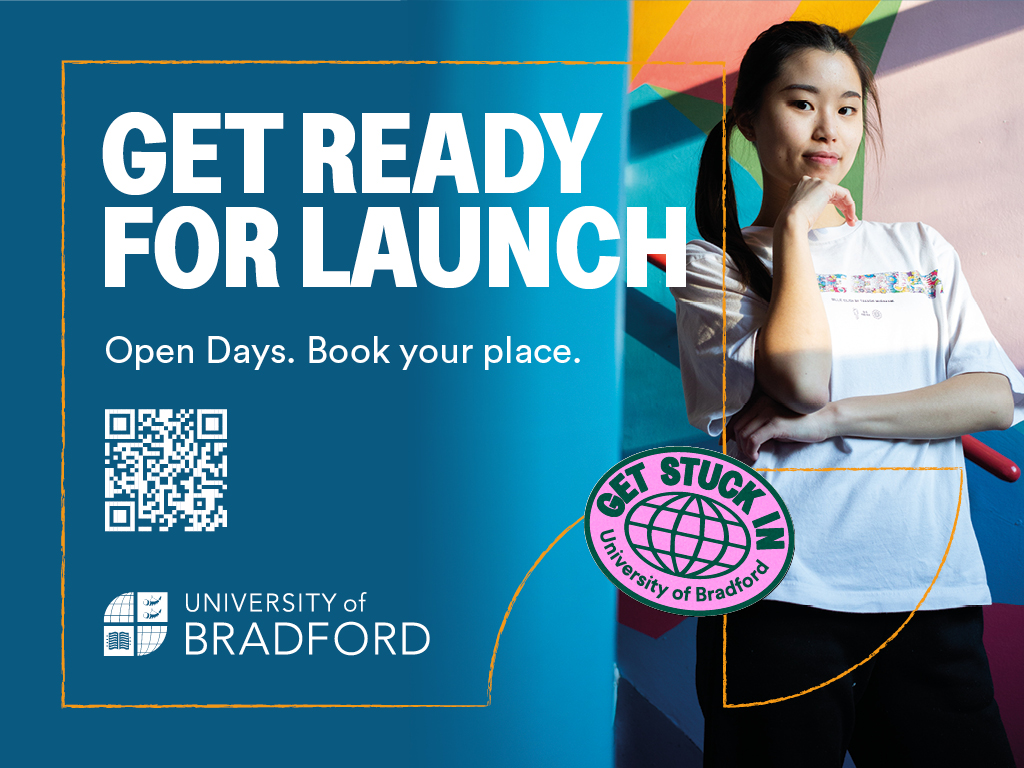 GET READY
FOR LAUNCH
Open Days. Book your place.
UNIVERSITY of
BRADFORD
GET STUCK IN
University of Bradford